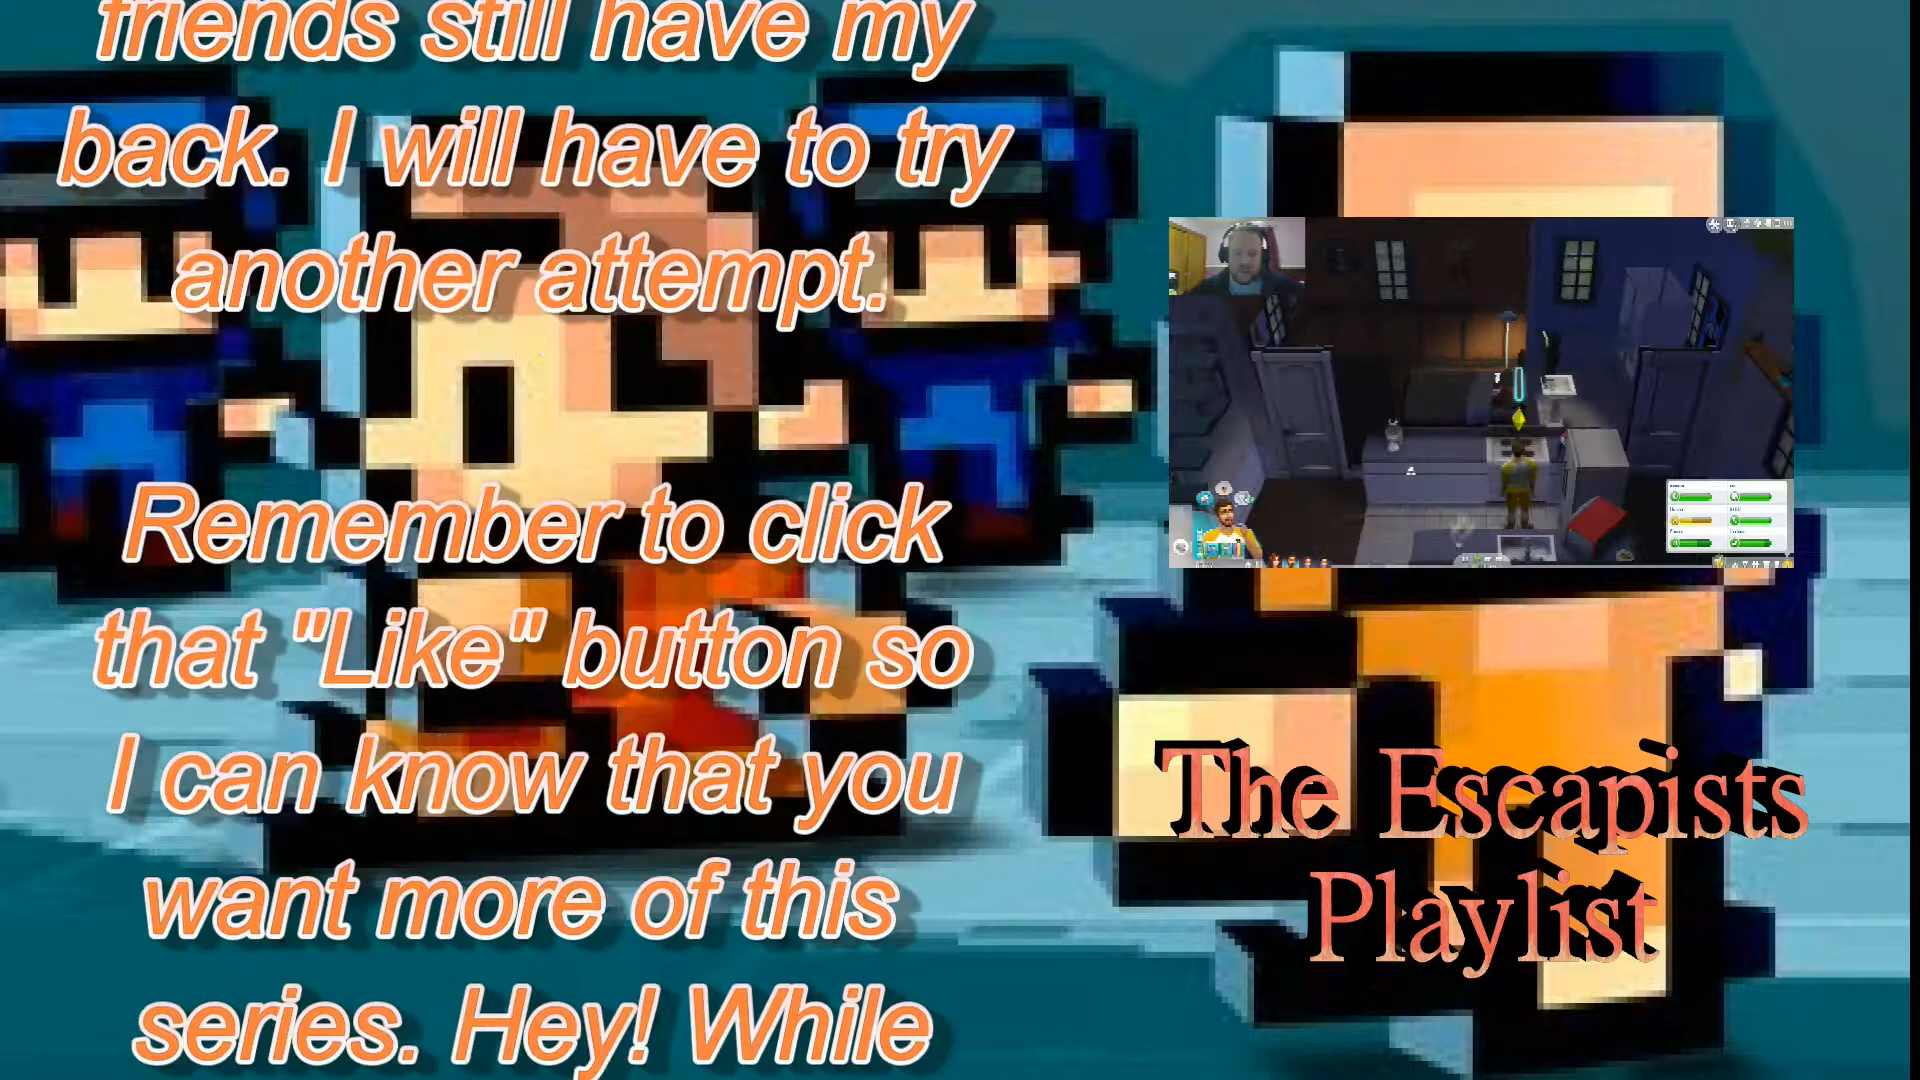 friends still have my
back. I will have to try
another attempt.
Remember to click
that "Like" button so
I can know that you
want more of this
series. Hey! While
The Escapists
Playlist